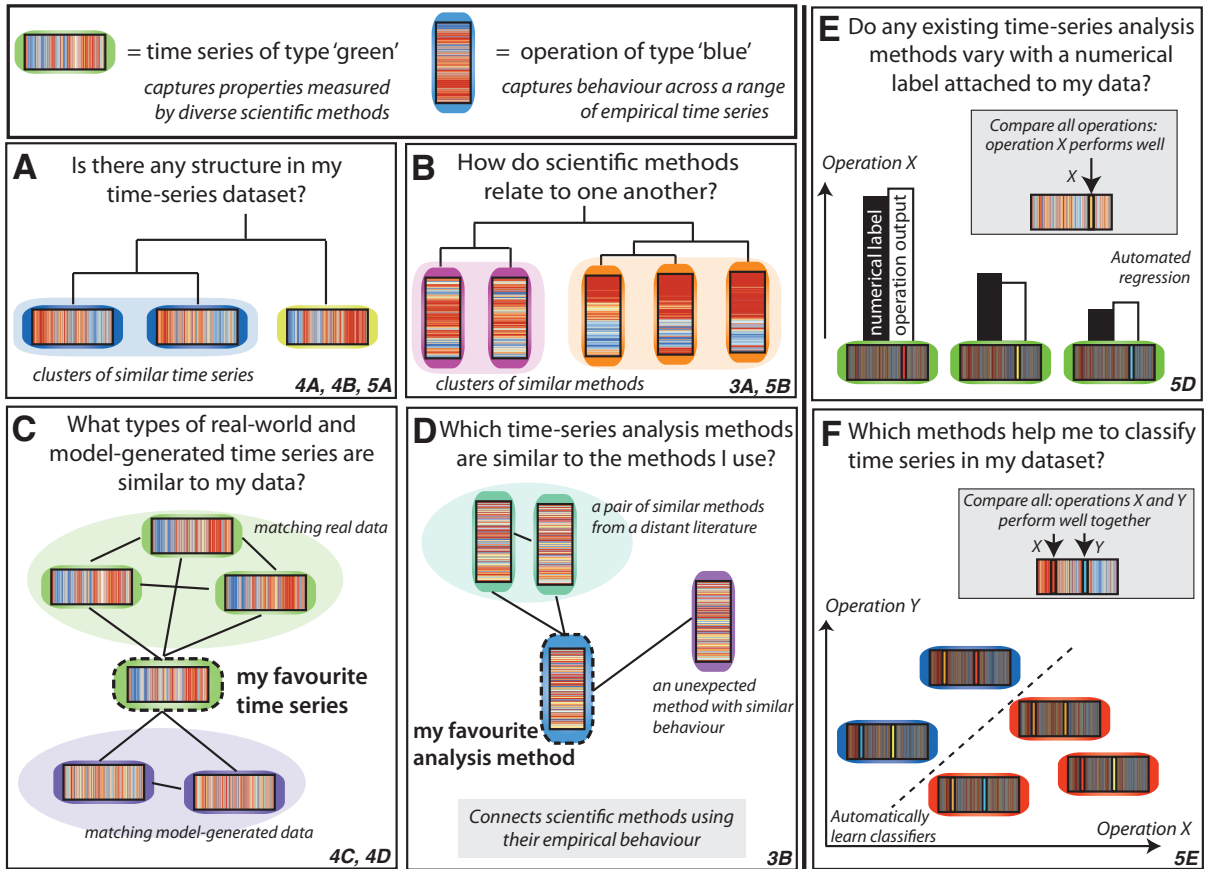 = time series of type 'green'
captures properties measured
by diverse scientific methods
= operation of type 'blue'
captures behaviour across a range
of empirical time series
A
Is there any structure in my
time-series dataset?
clusters of similar time series
4A, 4B, 5A
B
How do scientific methods
relate to one another?
clusters of similar methods
3A, 5B
C
What types of real-world and
model-generated time series are
similar to my data?
matching real data
my favourite
time series
matching model-generated data
4C, 4D
D
Which time-series analysis methods
are similar to the methods I use?
a pair of similar methods
from a distant literature
an unexpected
method with similar
behaviour
my favourite
analysis method
Connects scientific methods using
their empirical behaviour
3B
E
Do any existing time-series analysis
methods vary with a numerical
label attached to my data?
Compare all operations:
operation X performs well
X
Operation X
numerical label
operation output
Automated
regression
5D
F
Which methods help me to classify
time series in my dataset?
Compare all: operations X and Y
perform well together
X
Y
Operation Y
Automatically
learn classifiers
Operation X
5E